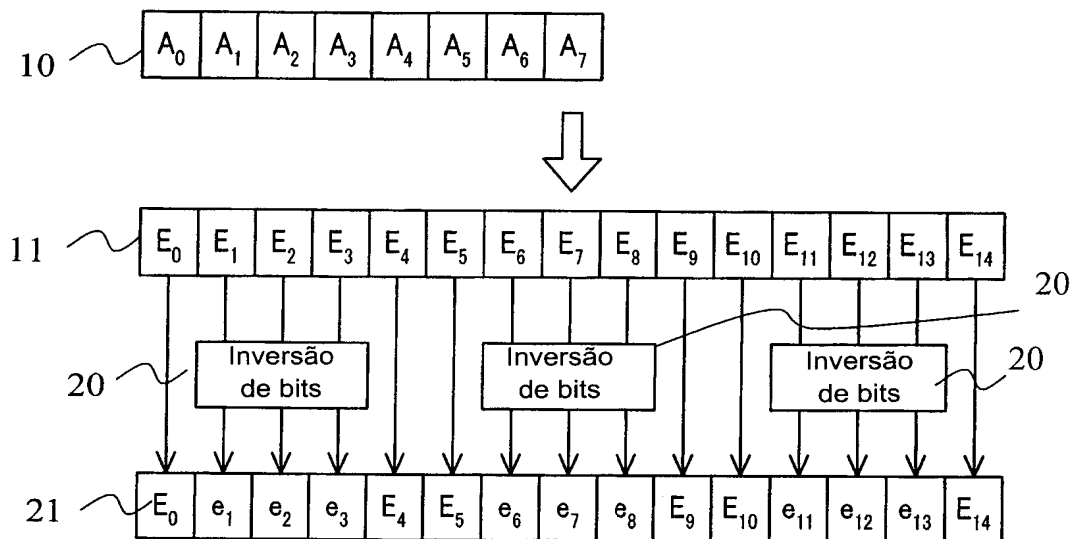 10 A₀ A₁ A₂ A₃ A₄ A₅ A₆ A₇
11 E₀ E₁ E₂ E₃ E₄ E₅ E₆ E₇ E₈ E₉ E₁₀ E₁₁ E₁₂ E₁₃ E₁₄
20
20 Inversão
de bits
Inversão
de bits
Inversão
de bits
20
21 E₀ e₁ e₂ e₃ E₄ E₅ e₆ e₇ e₈ E₉ E₁₀ e₁₁ e₁₂ e₁₃ E₁₄